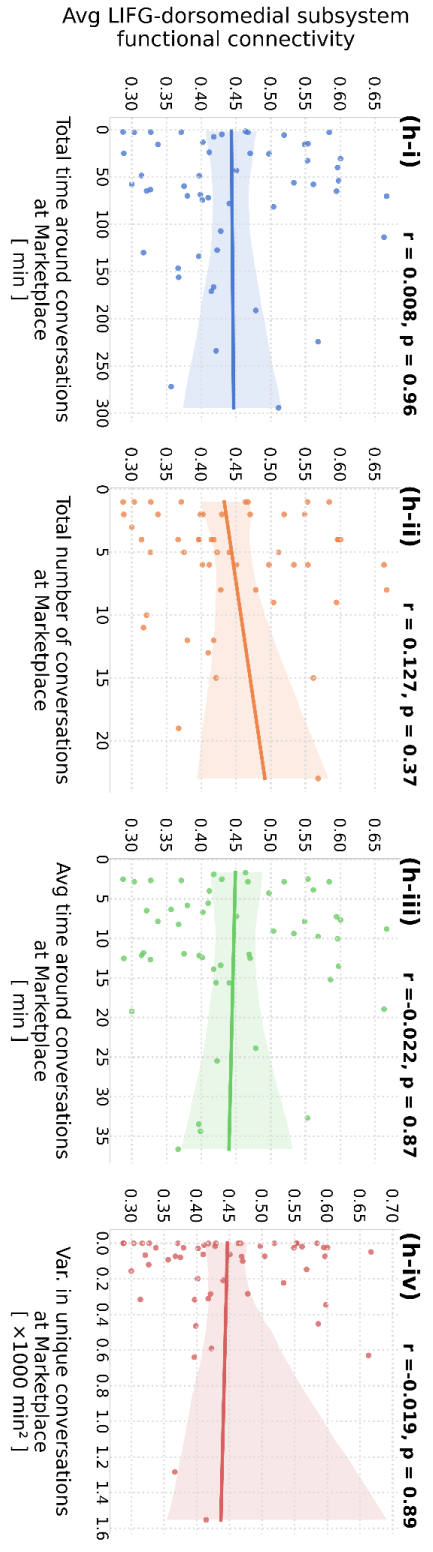 Avg LIFG-dorsomedial subsystem
functional connectivity
(h-i)
r = 0.008, p = 0.96
0.30 0.35 0.40 0.45 0.50 0.55 0.60 0.65
0 50 100 150 200 250 300
Total time around conversations
at Marketplace
[ min ]
(h-ii)
r = 0.127, p = 0.37
0.30 0.35 0.40 0.45 0.50 0.55 0.60 0.65
0 5 10 15 20
Total number of conversations
at Marketplace
(h-iii)
r =-0.022, p = 0.87
0.30 0.35 0.40 0.45 0.50 0.55 0.60 0.65
0 5 10 15 20 25 30 35
Avg time around conversations
at Marketplace
[ min ]
(h-iv)
r =-0.019, p = 0.89
0.30 0.35 0.40 0.45 0.50 0.55 0.60 0.65 0.70
0.0 0.2 0.4 0.6 0.8 1.0 1.2 1.4 1.6
Var. in unique conversations
at Marketplace
[ ×1000 min² ]